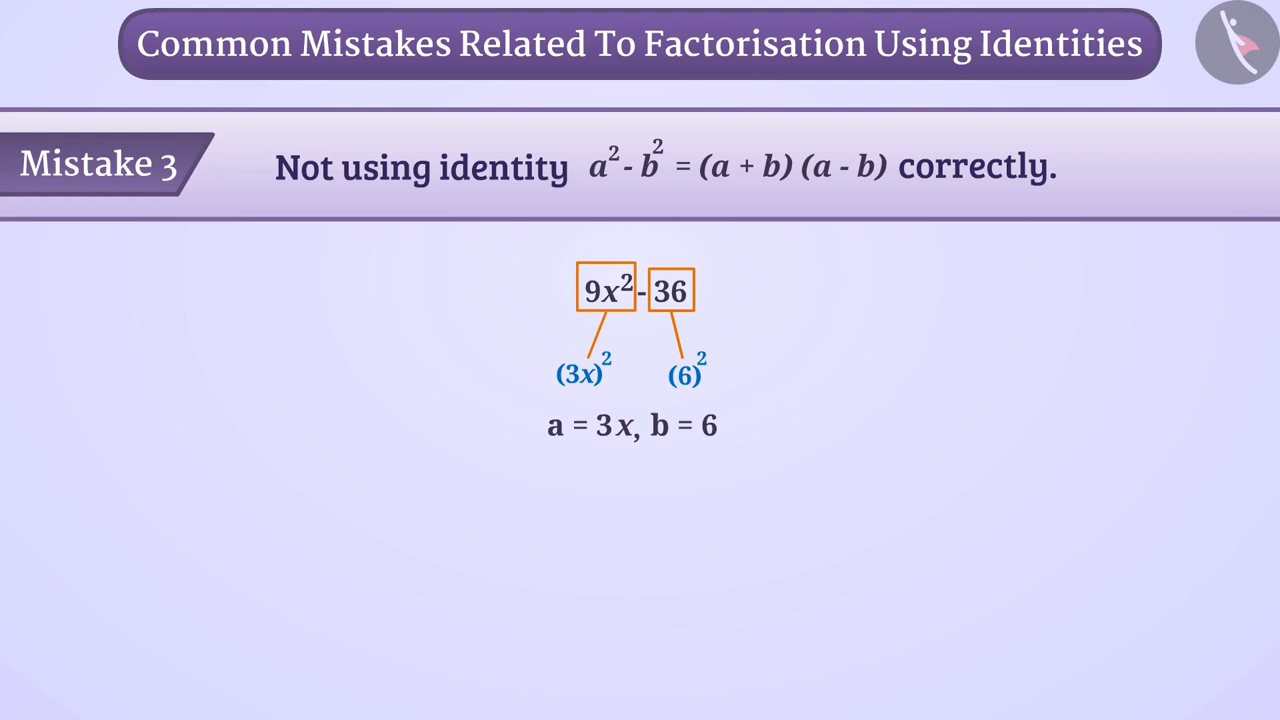 Common Mistakes Related To Factorisation Using Identities
Mistake 3
Not using identity a² - b² = (a + b) (a - b) correctly.
9x² - 36
(3x)² (6)²
a = 3x, b = 6